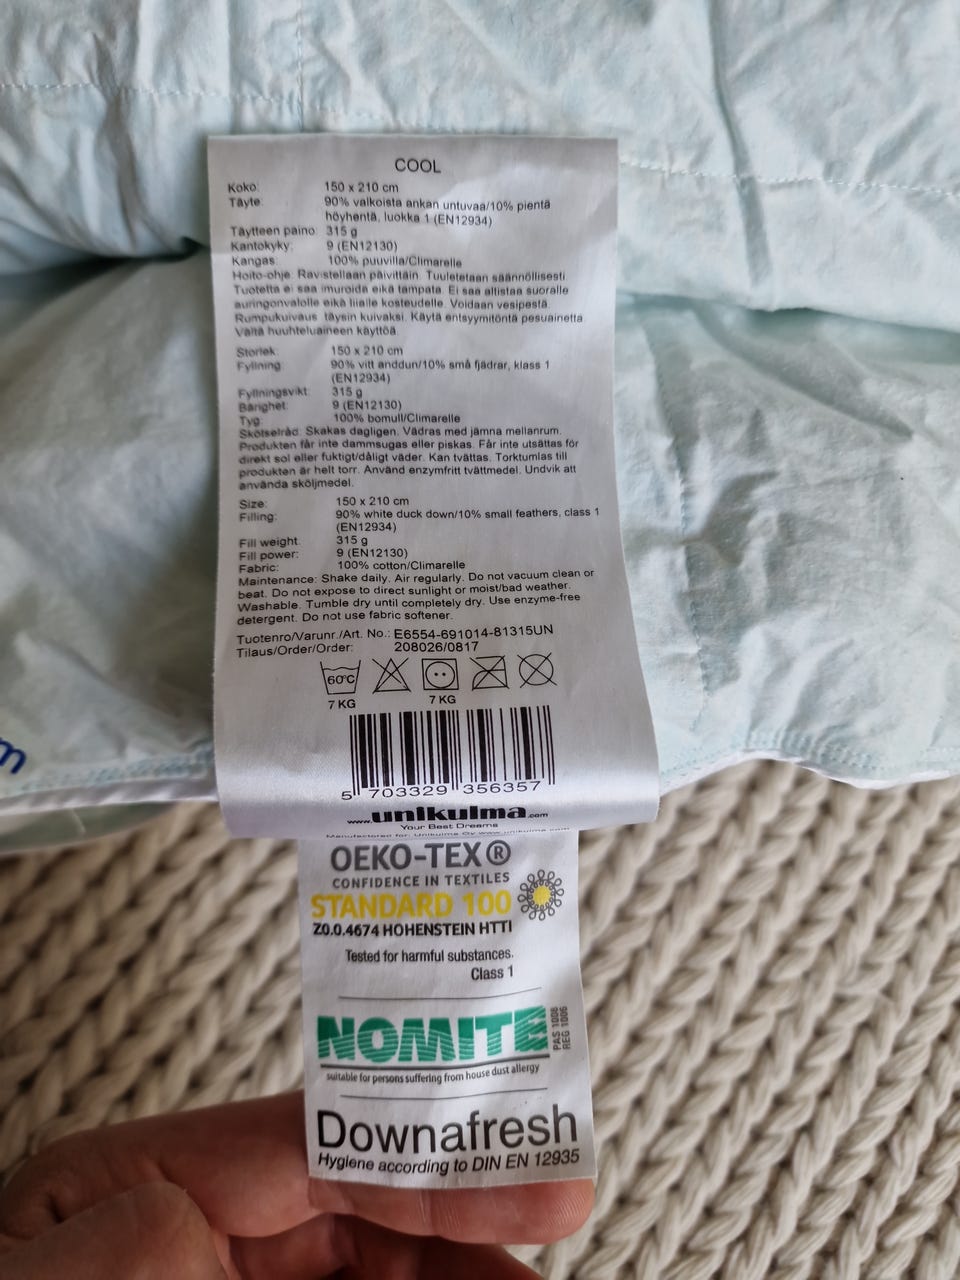 COOL
Koko: 150 x 210 cm
Täyte: 90% valkoista ankan untuvaa/10% pientä
höyhentä, luokka 1 (EN12934)
Täytteen paino: 315 g
Kantokyky: 9 (EN12130)
Kangas: 100% puuvilla/Climarelle
Hoito-ohje: Ravistellaan päivittäin. Tuuletetaan säännöllisesti.
Tuotetta ei saa imuroida eikä tampata. Ei saa altistaa suoralle
auringonvalolle eikä liialle kosteudelle. Voidaan vesipestä.
Rumpukuivaus täysin kuivaksi. Käytä entsyymitöntä pesuainetta.
Vältä huuhteluaineen käyttöä.
Storlek: 150 x 210 cm
Fyllning: 90% vitt anddun/10% små fjädrar, klass 1
(EN12934)
Fyllningsvikt: 315 g
Bärighet: 9 (EN12130)
Tyg: 100% bomull/Climarelle
Skötselråd: Skakas dagligen. Vädras med jämna mellanrum.
Produkten får inte dammsugas eller piskas. Får inte utsättas för
direkt sol eller fuktigt/dåligt väder. Kan tvättas. Torktumlas till
produkten är helt torr. Använd enzymfritt tvättmedel. Undvik att
använda sköljmedel.
Size: 150 x 210 cm
Filling: 90% white duck down/10% small feathers, class 1
(EN12934)
Fill weight: 315 g
Fill power: 9 (EN12130)
Fabric: 100% cotton/Climarelle
Maintenance: Shake daily. Air regularly. Do not vacuum clean or
beat. Do not expose to direct sunlight or moist/bad weather.
Washable. Tumble dry until completely dry. Use enzyme-free
detergent. Do not use fabric softener.
Tuotenro/Varunr./Art. No.: E6554-691014-81315UN
Tilaus/Order/Order: 208026/0817
60°C
7 KG 7 KG
5 703329 356357
www.unikulma.com
Your Best Dreams
Manufactured for: Unikulma Oy www.unikulma.com
OEKO-TEX®
CONFIDENCE IN TEXTILES
STANDARD 100
Z0.0.4674 HOHENSTEIN HTTI
Tested for harmful substances.
Class 1
NOMITE
PAS 1008
REG 1006
suitable for persons suffering from house dust allergy
Downafresh
Hygiene according to DIN EN 12935